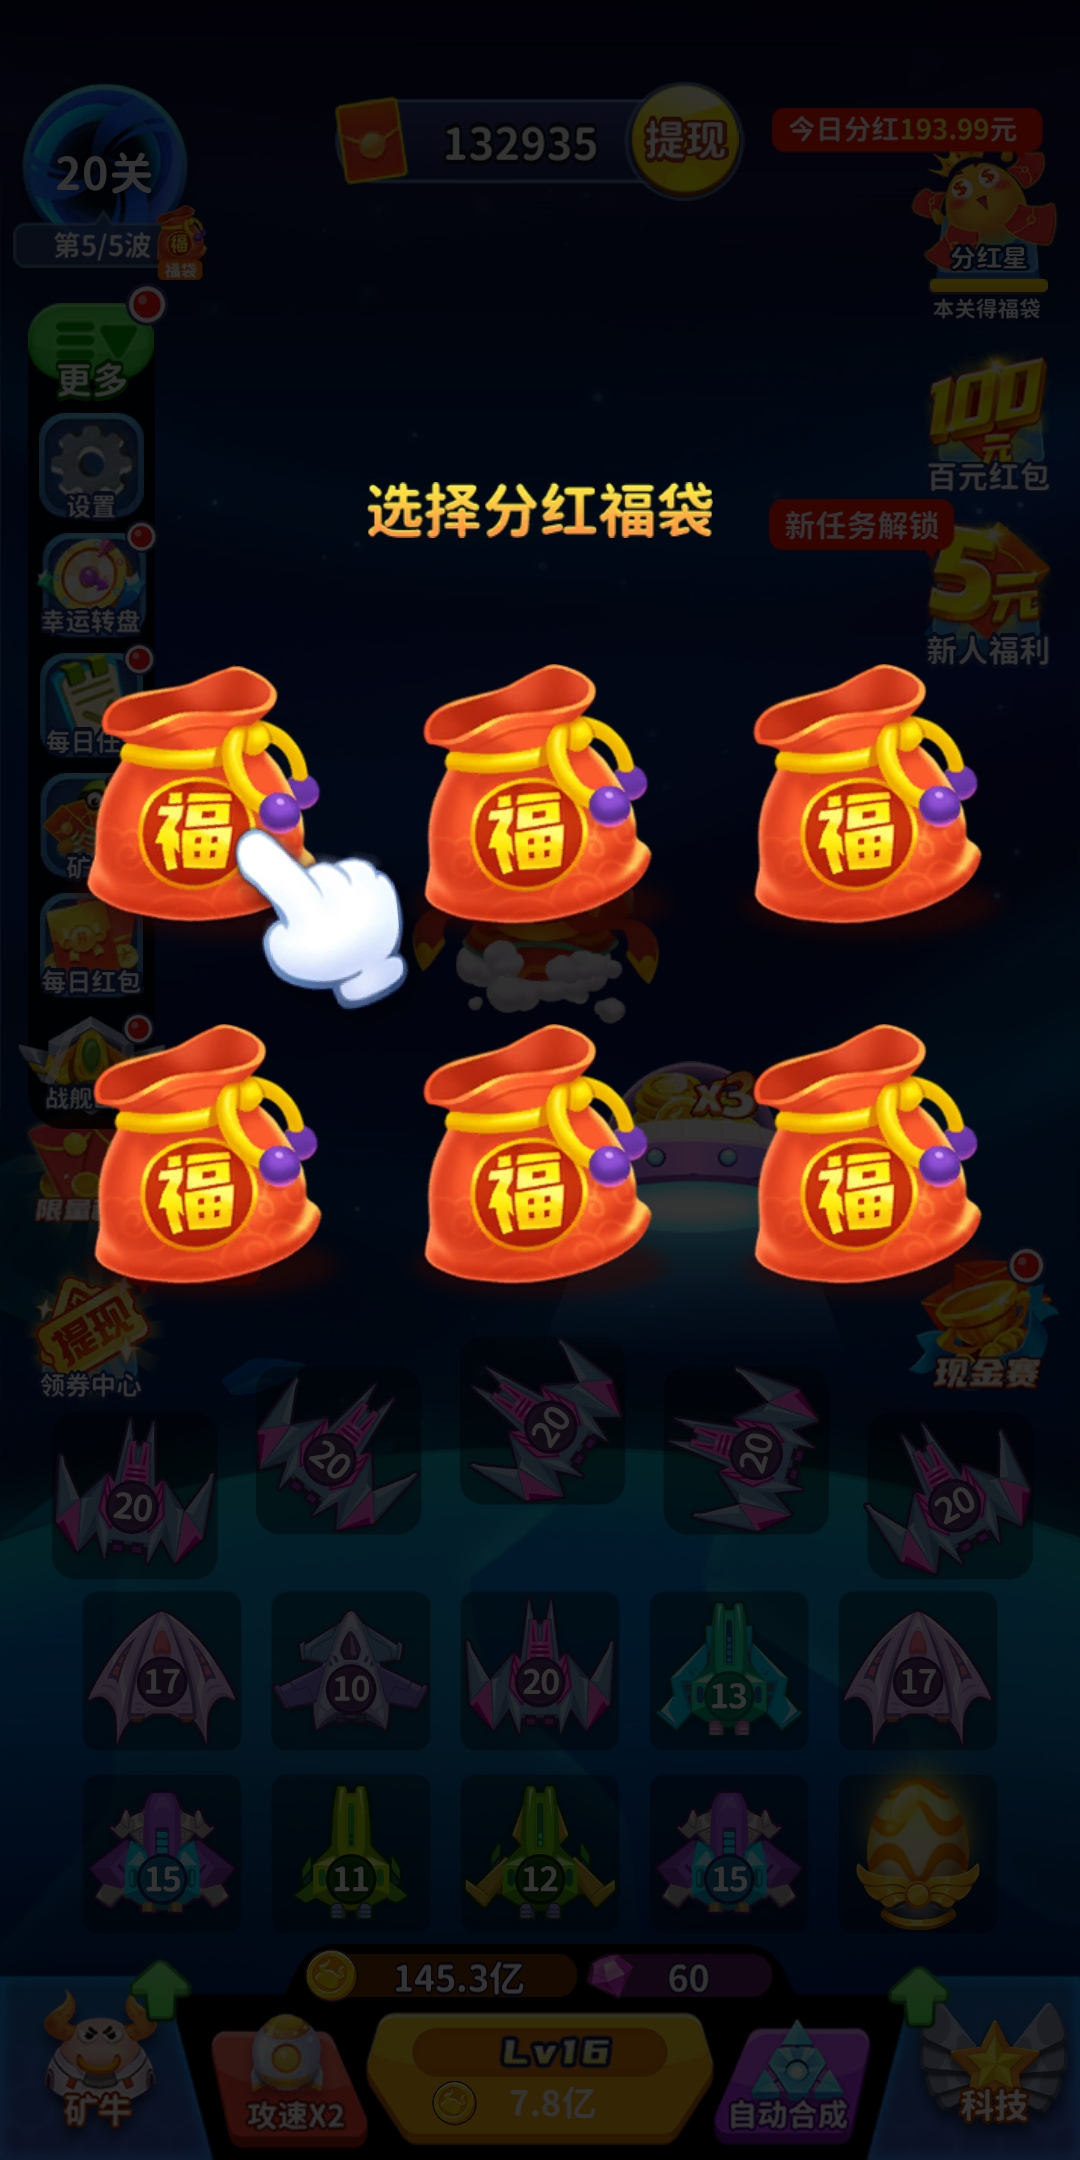 20关
132935
提现
今日分红193.99元
第5/5波
福
福袋
分红星
本关得福袋
更多
100
元
百元红包
设置
选择分红福袋
新任务解锁
5元
新人福利
幸运转盘
每日任
福
福
福
矿
每日红包
战舰
x3
福
福
福
限量
提现
领券中心
现金赛
20
20
20
20
20
17
10
20
13
17
15
11
12
15
145.3亿
60
矿牛
攻速X2
Lv16
7.8亿
自动合成
科技